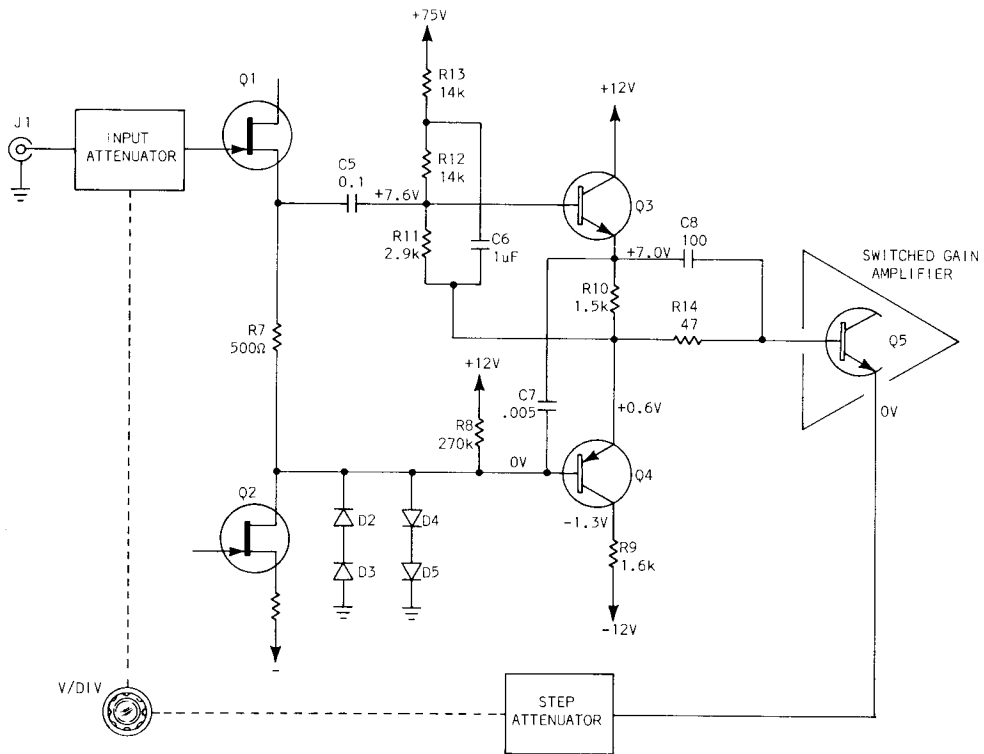 +75V
R13
14k
Q1
+12V
J1
INPUT
ATTENUATOR
C5
0.1
+7.6V
R12
14k
Q3
C8
100
R11
2.9k
C6
1uF
+7.0V
SWITCHED GAIN
AMPLIFIER
R10
1.5k
R14
47
Q5
R7
500Ω
+12V
C7
.005
+0.6V
0V
R8
270k
0V
Q4
Q2
D2
D4
-1.3V
R9
1.6k
D3
D5
-12V
-
V/DIV
STEP
ATTENUATOR